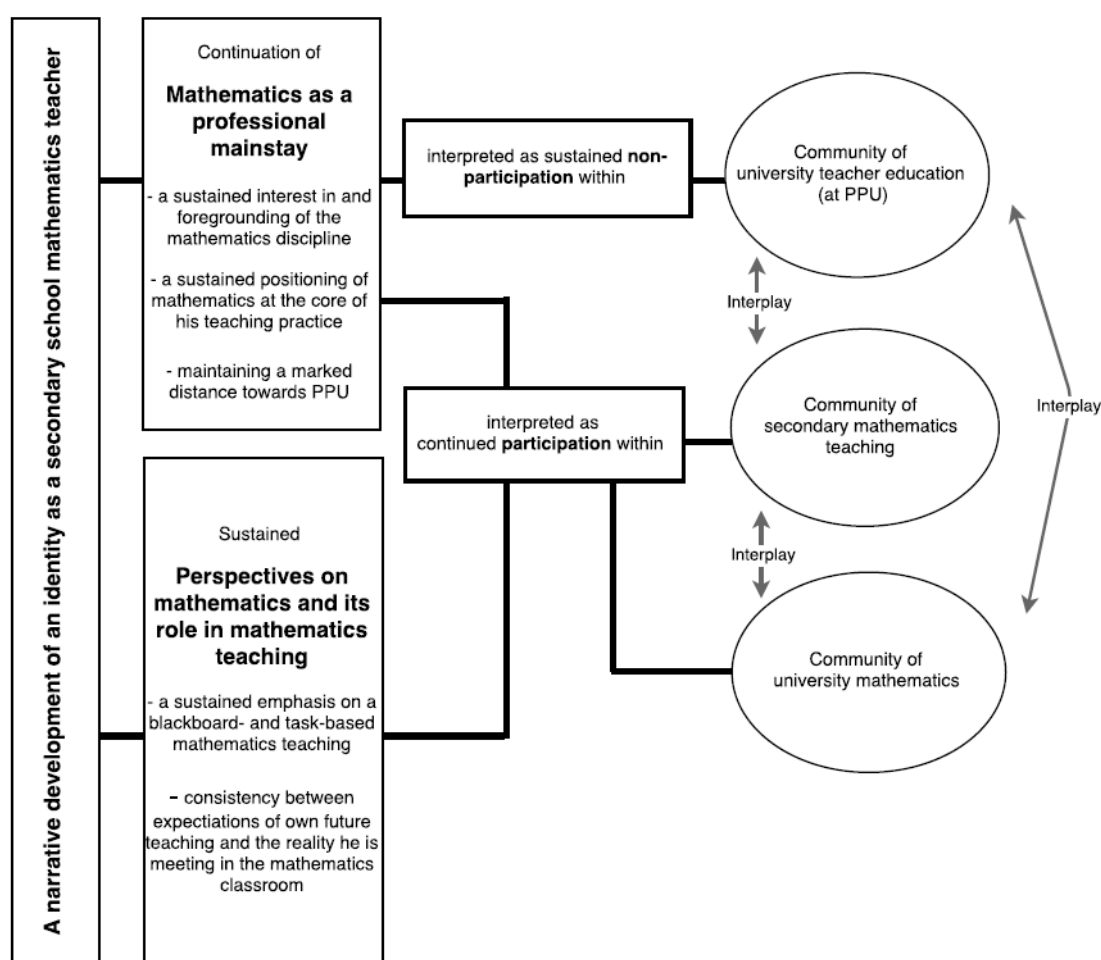 A narrative development of an identity as a secondary school mathematics teacher
Continuation of
Mathematics as a
professional
mainstay
- a sustained interest in and
foregrounding of the
mathematics discipline
- a sustained positioning of
mathematics at the core of
his teaching practice
- maintaining a marked
distance towards PPU
Sustained
Perspectives on
mathematics and its
role in mathematics
teaching
- a sustained emphasis on a
blackboard- and task-based
mathematics teaching
– consistency between
expectiations of own future
teaching and the reality he is
meeting in the mathematics
classroom
interpreted as sustained non-
participation within
interpreted as
continued participation within
Community of
university teacher education
(at PPU)
Interplay
Community of
secondary mathematics
teaching
Interplay
Community of
university mathematics
Interplay